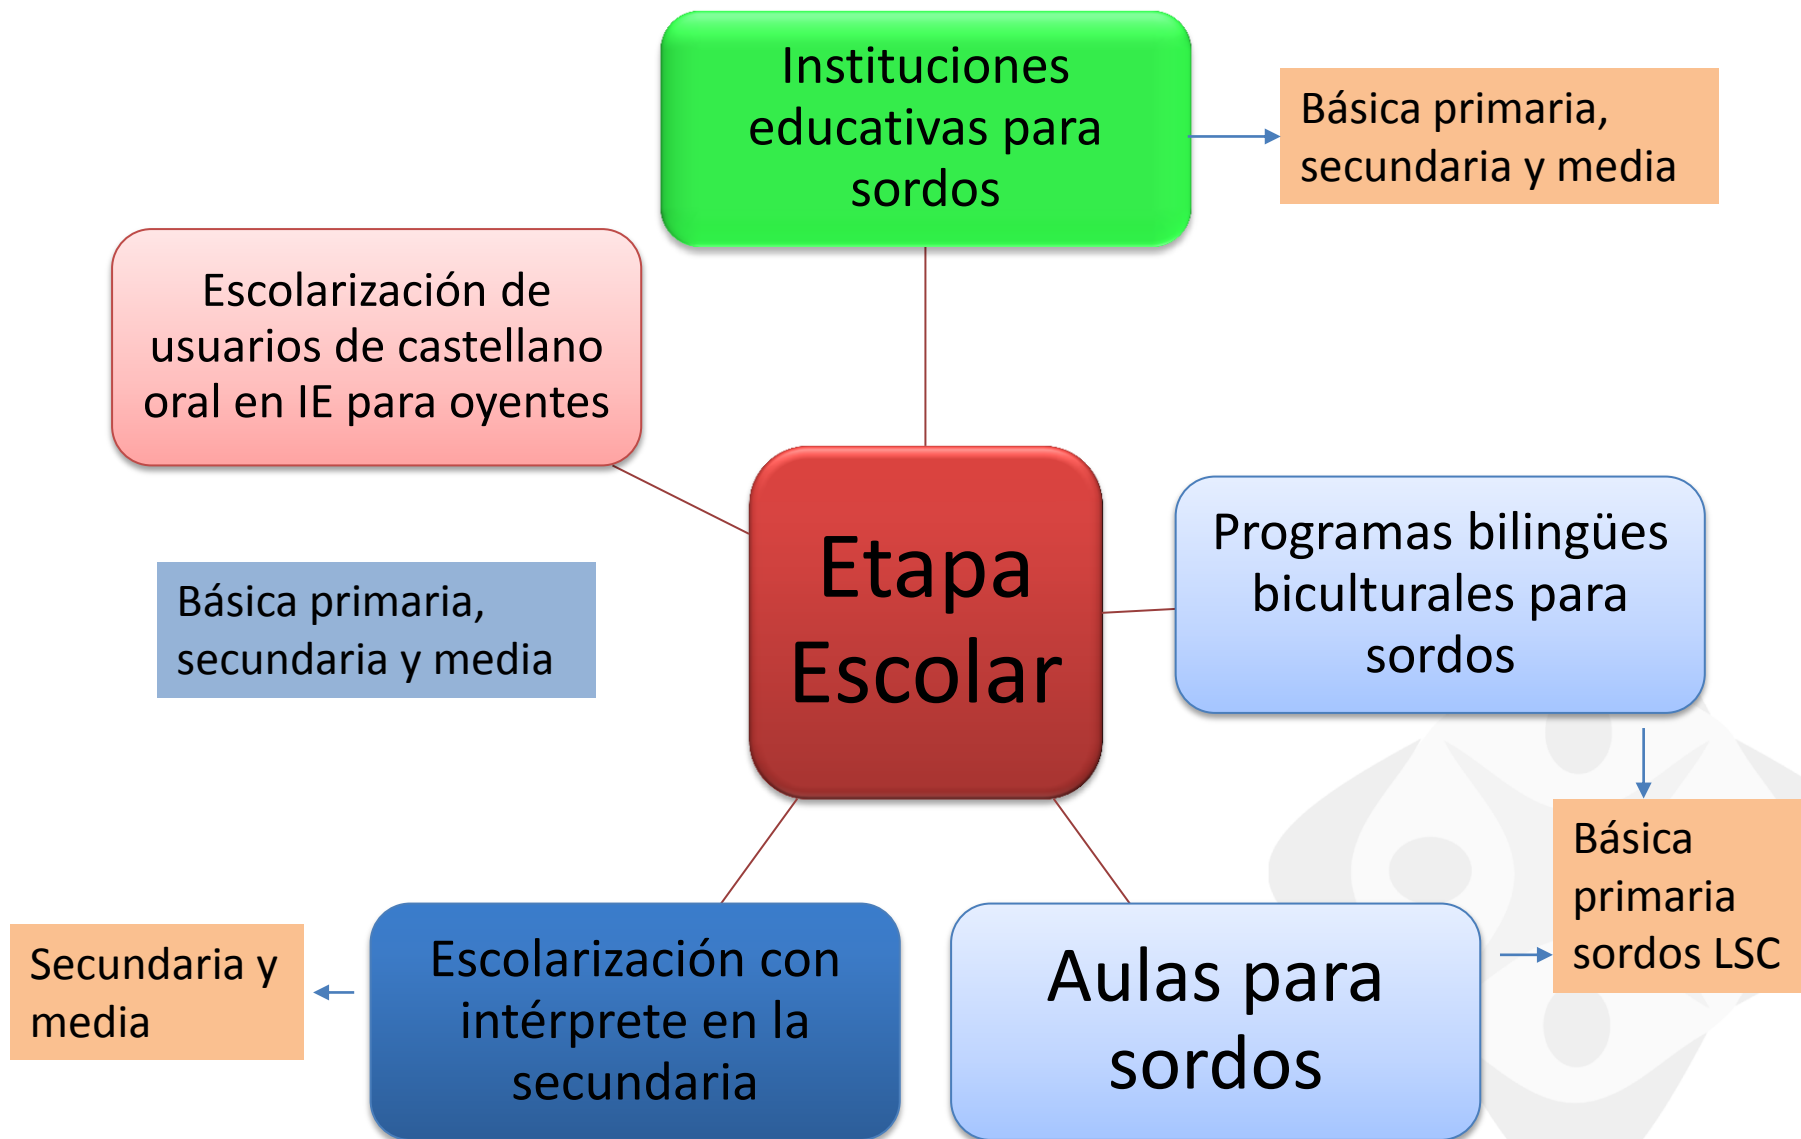 Instituciones
educativas para
sordos
Básica primaria,
secundaria y media
Escolarización de
usuarios de castellano
oral en IE para oyentes
Etapa
Escolar
Programas bilingües
biculturales para
sordos
Básica primaria,
secundaria y media
Básica
primaria
sordos LSC
Secundaria y
media
Escolarización con
intérprete en la
secundaria
Aulas para
sordos